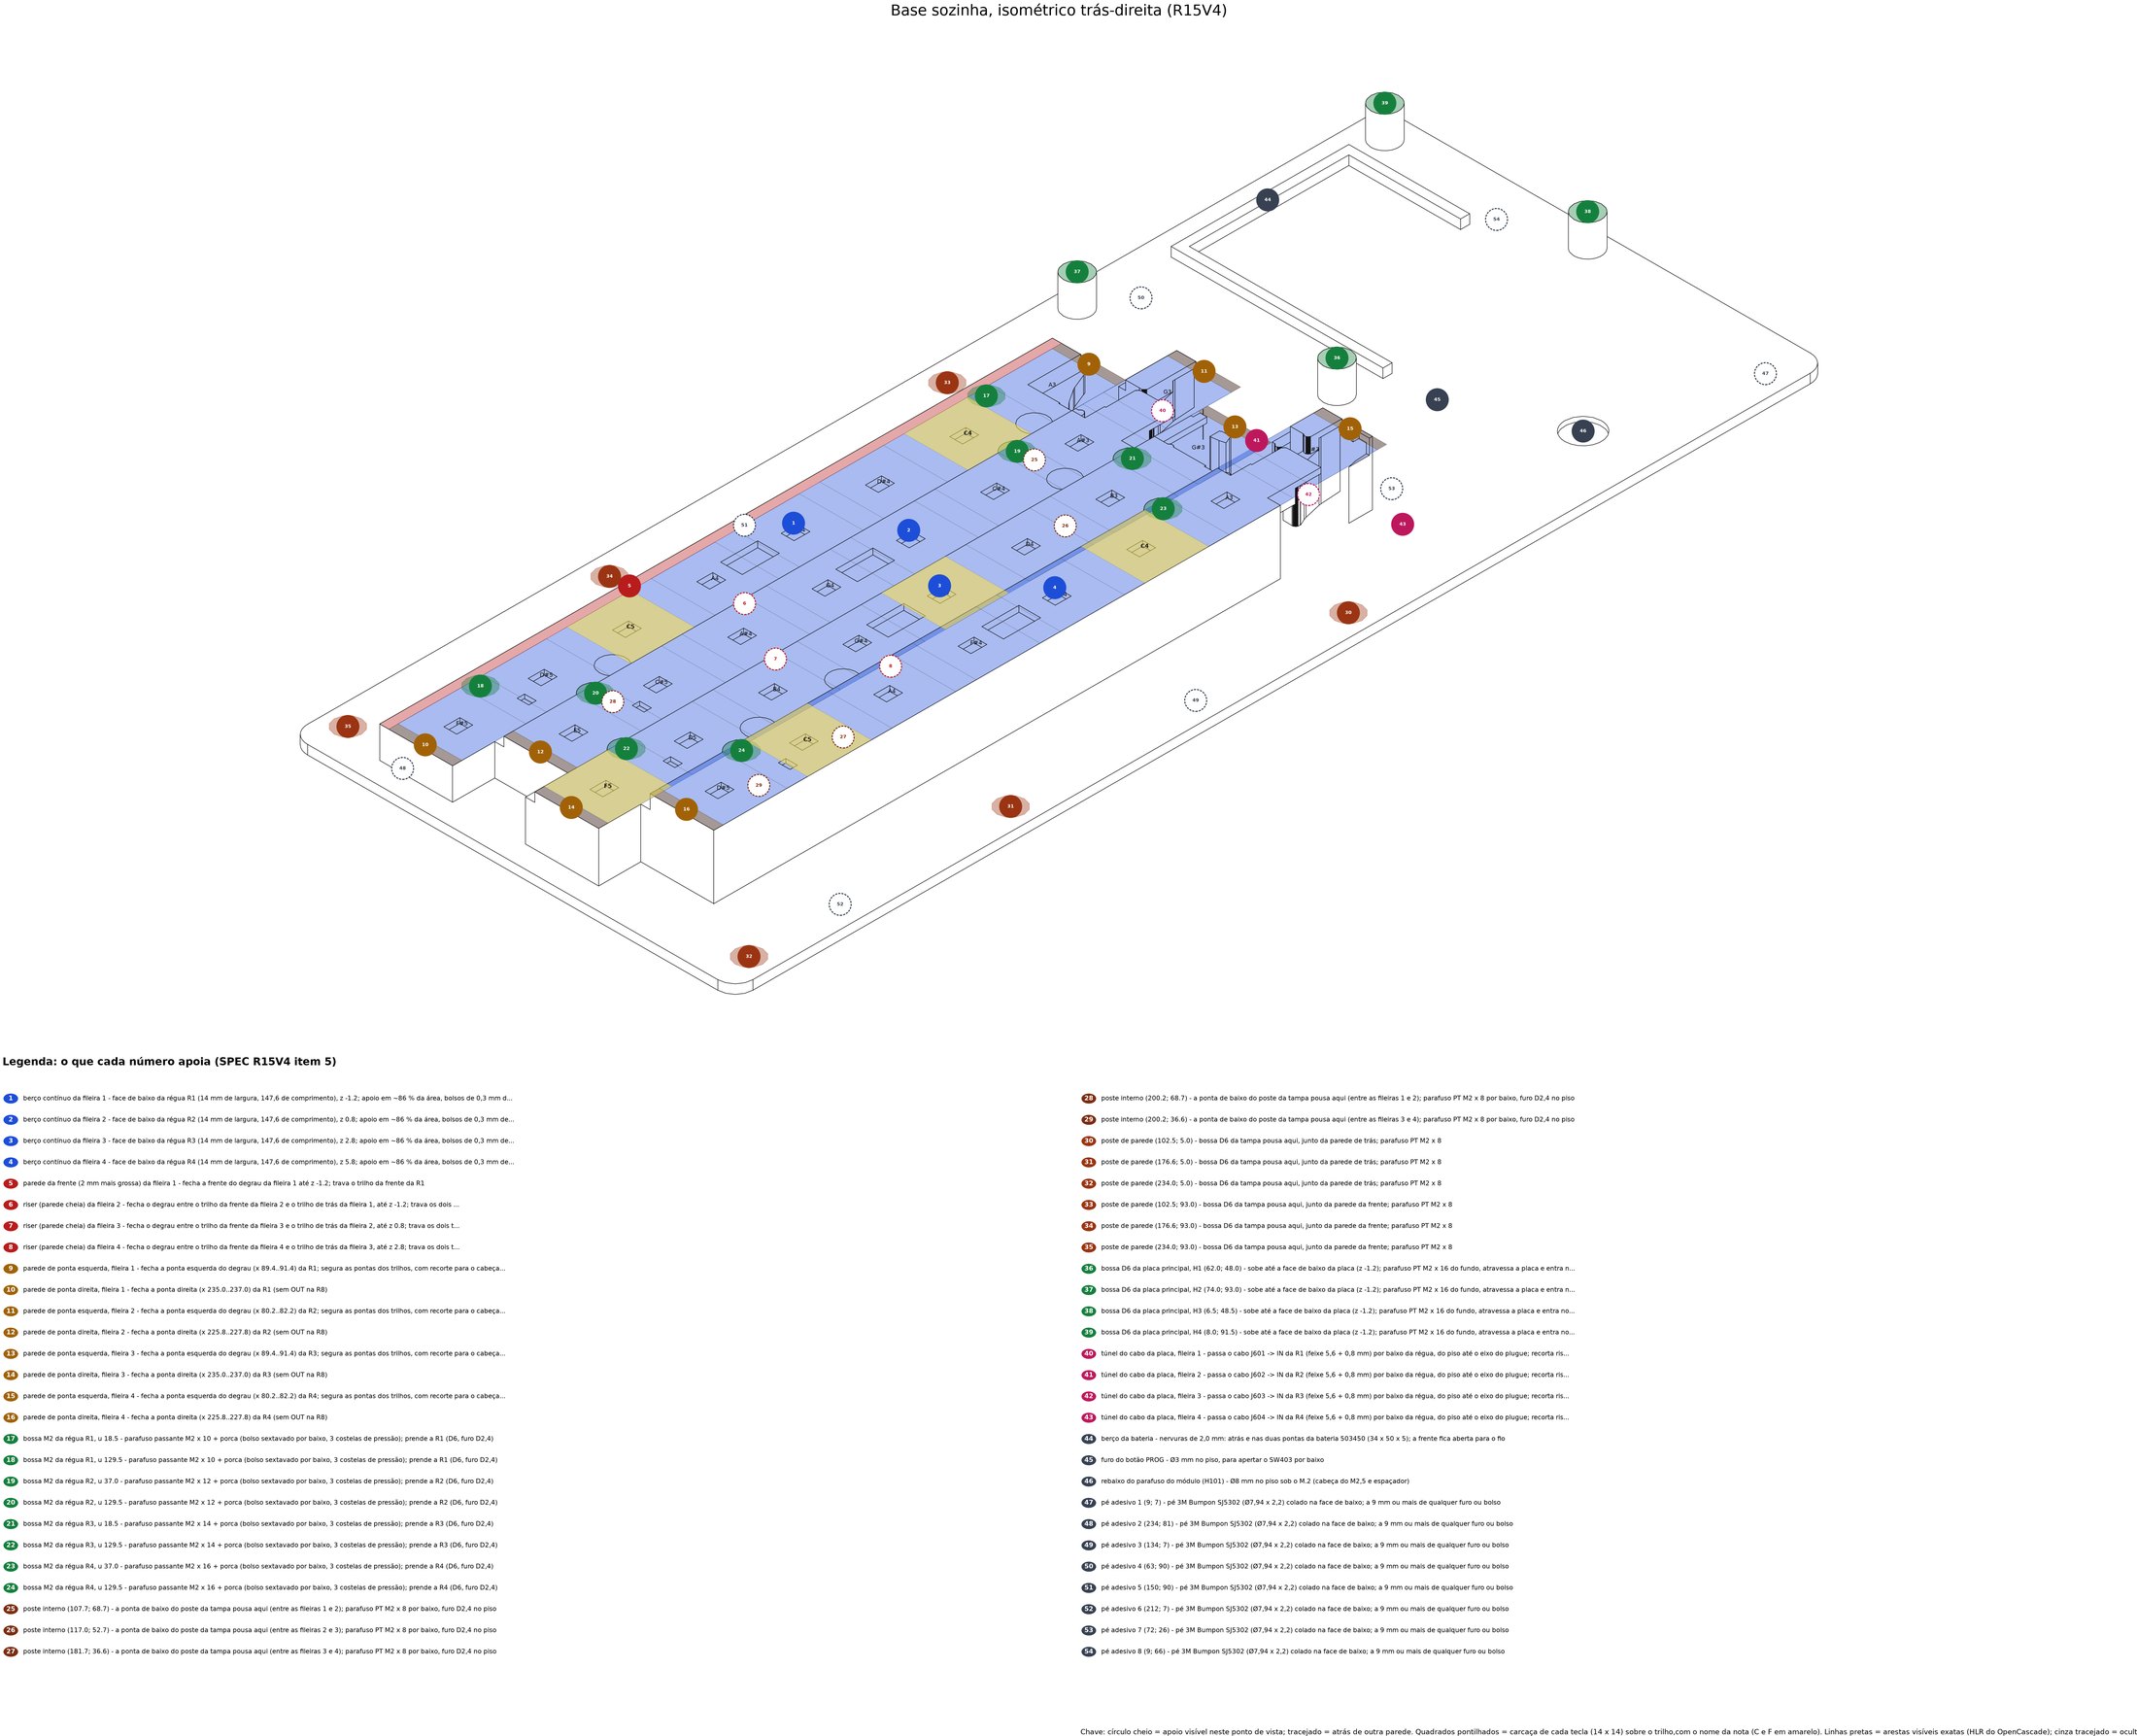 Base sozinha, isométrico trás-direita (R15V4)
39
44
54
38
37
50
36
9
11
47
33
A3
17
G3
45
40
13
15
46
C4
A#3
41
19
G#3
25
21
D#4
C#4
B3
42
53
1
51
2
23
43
26
D4
C4
34
5
3
4
6
30
C5
A#4
G#4
F#4
7
8
D#5
18
C#5
B4
20
28
49
35
F#5
E5
27
10
12
22
24
C5
48
F5
D#5
29
14
16
31
52
32
Legenda: o que cada número apoia (SPEC R15V4 item 5)
1 berço contínuo da fileira 1 - face de baixo da régua R1 (14 mm de largura, 147,6 de comprimento), z -1.2; apoio em ~86 % da área, bolsos de 0,3 mm d...
2 berço contínuo da fileira 2 - face de baixo da régua R2 (14 mm de largura, 147,6 de comprimento), z 0.8; apoio em ~86 % da área, bolsos de 0,3 mm de...
3 berço contínuo da fileira 3 - face de baixo da régua R3 (14 mm de largura, 147,6 de comprimento), z 2.8; apoio em ~86 % da área, bolsos de 0,3 mm de...
4 berço contínuo da fileira 4 - face de baixo da régua R4 (14 mm de largura, 147,6 de comprimento), z 5.8; apoio em ~86 % da área, bolsos de 0,3 mm de...
5 parede da frente (2 mm mais grossa) da fileira 1 - fecha a frente do degrau da fileira 1 até z -1.2; trava o trilho da frente da R1
6 riser (parede cheia) da fileira 2 - fecha o degrau entre o trilho da frente da fileira 2 e o trilho de trás da fileira 1, até z -1.2; trava os dois ...
7 riser (parede cheia) da fileira 3 - fecha o degrau entre o trilho da frente da fileira 3 e o trilho de trás da fileira 2, até z 0.8; trava os dois t...
8 riser (parede cheia) da fileira 4 - fecha o degrau entre o trilho da frente da fileira 4 e o trilho de trás da fileira 3, até z 2.8; trava os dois t...
9 parede de ponta esquerda, fileira 1 - fecha a ponta esquerda do degrau (x 89.4..91.4) da R1; segura as pontas dos trilhos, com recorte para o cabeça...
10 parede de ponta direita, fileira 1 - fecha a ponta direita (x 235.0..237.0) da R1 (sem OUT na R8)
11 parede de ponta esquerda, fileira 2 - fecha a ponta esquerda do degrau (x 80.2..82.2) da R2; segura as pontas dos trilhos, com recorte para o cabeça...
12 parede de ponta direita, fileira 2 - fecha a ponta direita (x 225.8..227.8) da R2 (sem OUT na R8)
13 parede de ponta esquerda, fileira 3 - fecha a ponta esquerda do degrau (x 89.4..91.4) da R3; segura as pontas dos trilhos, com recorte para o cabeça...
14 parede de ponta direita, fileira 3 - fecha a ponta direita (x 235.0..237.0) da R3 (sem OUT na R8)
15 parede de ponta esquerda, fileira 4 - fecha a ponta esquerda do degrau (x 80.2..82.2) da R4; segura as pontas dos trilhos, com recorte para o cabeça...
16 parede de ponta direita, fileira 4 - fecha a ponta direita (x 225.8..227.8) da R4 (sem OUT na R8)
17 bossa M2 da régua R1, u 18.5 - parafuso passante M2 x 10 + porca (bolso sextavado por baixo, 3 costelas de pressão); prende a R1 (D6, furo D2,4)
18 bossa M2 da régua R1, u 129.5 - parafuso passante M2 x 10 + porca (bolso sextavado por baixo, 3 costelas de pressão); prende a R1 (D6, furo D2,4)
19 bossa M2 da régua R2, u 37.0 - parafuso passante M2 x 12 + porca (bolso sextavado por baixo, 3 costelas de pressão); prende a R2 (D6, furo D2,4)
20 bossa M2 da régua R2, u 129.5 - parafuso passante M2 x 12 + porca (bolso sextavado por baixo, 3 costelas de pressão); prende a R2 (D6, furo D2,4)
21 bossa M2 da régua R3, u 18.5 - parafuso passante M2 x 14 + porca (bolso sextavado por baixo, 3 costelas de pressão); prende a R3 (D6, furo D2,4)
22 bossa M2 da régua R3, u 129.5 - parafuso passante M2 x 14 + porca (bolso sextavado por baixo, 3 costelas de pressão); prende a R3 (D6, furo D2,4)
23 bossa M2 da régua R4, u 37.0 - parafuso passante M2 x 16 + porca (bolso sextavado por baixo, 3 costelas de pressão); prende a R4 (D6, furo D2,4)
24 bossa M2 da régua R4, u 129.5 - parafuso passante M2 x 16 + porca (bolso sextavado por baixo, 3 costelas de pressão); prende a R4 (D6, furo D2,4)
25 poste interno (107.7; 68.7) - a ponta de baixo do poste da tampa pousa aqui (entre as fileiras 1 e 2); parafuso PT M2 x 8 por baixo, furo D2,4 no piso
26 poste interno (117.0; 52.7) - a ponta de baixo do poste da tampa pousa aqui (entre as fileiras 2 e 3); parafuso PT M2 x 8 por baixo, furo D2,4 no piso
27 poste interno (181.7; 36.6) - a ponta de baixo do poste da tampa pousa aqui (entre as fileiras 3 e 4); parafuso PT M2 x 8 por baixo, furo D2,4 no piso
28 poste interno (200.2; 68.7) - a ponta de baixo do poste da tampa pousa aqui (entre as fileiras 1 e 2); parafuso PT M2 x 8 por baixo, furo D2,4 no piso
29 poste interno (200.2; 36.6) - a ponta de baixo do poste da tampa pousa aqui (entre as fileiras 3 e 4); parafuso PT M2 x 8 por baixo, furo D2,4 no piso
30 poste de parede (102.5; 5.0) - bossa D6 da tampa pousa aqui, junto da parede de trás; parafuso PT M2 x 8
31 poste de parede (176.6; 5.0) - bossa D6 da tampa pousa aqui, junto da parede de trás; parafuso PT M2 x 8
32 poste de parede (234.0; 5.0) - bossa D6 da tampa pousa aqui, junto da parede de trás; parafuso PT M2 x 8
33 poste de parede (102.5; 93.0) - bossa D6 da tampa pousa aqui, junto da parede da frente; parafuso PT M2 x 8
34 poste de parede (176.6; 93.0) - bossa D6 da tampa pousa aqui, junto da parede da frente; parafuso PT M2 x 8
35 poste de parede (234.0; 93.0) - bossa D6 da tampa pousa aqui, junto da parede da frente; parafuso PT M2 x 8
36 bossa D6 da placa principal, H1 (62.0; 48.0) - sobe até a face de baixo da placa (z -1.2); parafuso PT M2 x 16 do fundo, atravessa a placa e entra n...
37 bossa D6 da placa principal, H2 (74.0; 93.0) - sobe até a face de baixo da placa (z -1.2); parafuso PT M2 x 16 do fundo, atravessa a placa e entra n...
38 bossa D6 da placa principal, H3 (6.5; 48.5) - sobe até a face de baixo da placa (z -1.2); parafuso PT M2 x 16 do fundo, atravessa a placa e entra no...
39 bossa D6 da placa principal, H4 (8.0; 91.5) - sobe até a face de baixo da placa (z -1.2); parafuso PT M2 x 16 do fundo, atravessa a placa e entra no...
40 túnel do cabo da placa, fileira 1 - passa o cabo J601 -> IN da R1 (feixe 5,6 + 0,8 mm) por baixo da régua, do piso até o eixo do plugue; recorta ris...
41 túnel do cabo da placa, fileira 2 - passa o cabo J602 -> IN da R2 (feixe 5,6 + 0,8 mm) por baixo da régua, do piso até o eixo do plugue; recorta ris...
42 túnel do cabo da placa, fileira 3 - passa o cabo J603 -> IN da R3 (feixe 5,6 + 0,8 mm) por baixo da régua, do piso até o eixo do plugue; recorta ris...
43 túnel do cabo da placa, fileira 4 - passa o cabo J604 -> IN da R4 (feixe 5,6 + 0,8 mm) por baixo da régua, do piso até o eixo do plugue; recorta ris...
44 berço da bateria - nervuras de 2,0 mm: atrás e nas duas pontas da bateria 503450 (34 x 50 x 5); a frente fica aberta para o fio
45 furo do botão PROG - Ø3 mm no piso, para apertar o SW403 por baixo
46 rebaixo do parafuso do módulo (H101) - Ø8 mm no piso sob o M.2 (cabeça do M2,5 e espaçador)
47 pé adesivo 1 (9; 7) - pé 3M Bumpon SJ5302 (Ø7,94 x 2,2) colado na face de baixo; a 9 mm ou mais de qualquer furo ou bolso
48 pé adesivo 2 (234; 81) - pé 3M Bumpon SJ5302 (Ø7,94 x 2,2) colado na face de baixo; a 9 mm ou mais de qualquer furo ou bolso
49 pé adesivo 3 (134; 7) - pé 3M Bumpon SJ5302 (Ø7,94 x 2,2) colado na face de baixo; a 9 mm ou mais de qualquer furo ou bolso
50 pé adesivo 4 (63; 90) - pé 3M Bumpon SJ5302 (Ø7,94 x 2,2) colado na face de baixo; a 9 mm ou mais de qualquer furo ou bolso
51 pé adesivo 5 (150; 90) - pé 3M Bumpon SJ5302 (Ø7,94 x 2,2) colado na face de baixo; a 9 mm ou mais de qualquer furo ou bolso
52 pé adesivo 6 (212; 7) - pé 3M Bumpon SJ5302 (Ø7,94 x 2,2) colado na face de baixo; a 9 mm ou mais de qualquer furo ou bolso
53 pé adesivo 7 (72; 26) - pé 3M Bumpon SJ5302 (Ø7,94 x 2,2) colado na face de baixo; a 9 mm ou mais de qualquer furo ou bolso
54 pé adesivo 8 (9; 66) - pé 3M Bumpon SJ5302 (Ø7,94 x 2,2) colado na face de baixo; a 9 mm ou mais de qualquer furo ou bolso
Chave: círculo cheio = apoio visível neste ponto de vista; tracejado = atrás de outra parede. Quadrados pontilhados = carcaça de cada tecla (14 x 14) sobre o trilho,com o nome da nota (C e F em amarelo). Linhas pretas = arestas visíveis exatas (HLR do OpenCascade); cinza tracejado = ocult